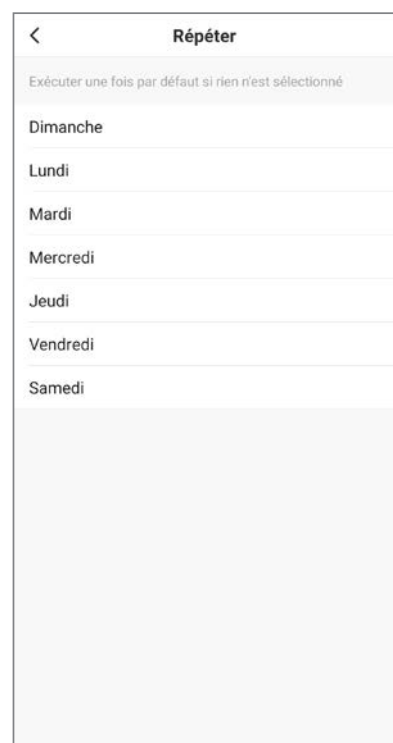 Répéter
Exécuter une fois par défaut si rien n'est sélectionné
Dimanche
Lundi
Mardi
Mercredi
Jeudi
Vendredi
Samedi